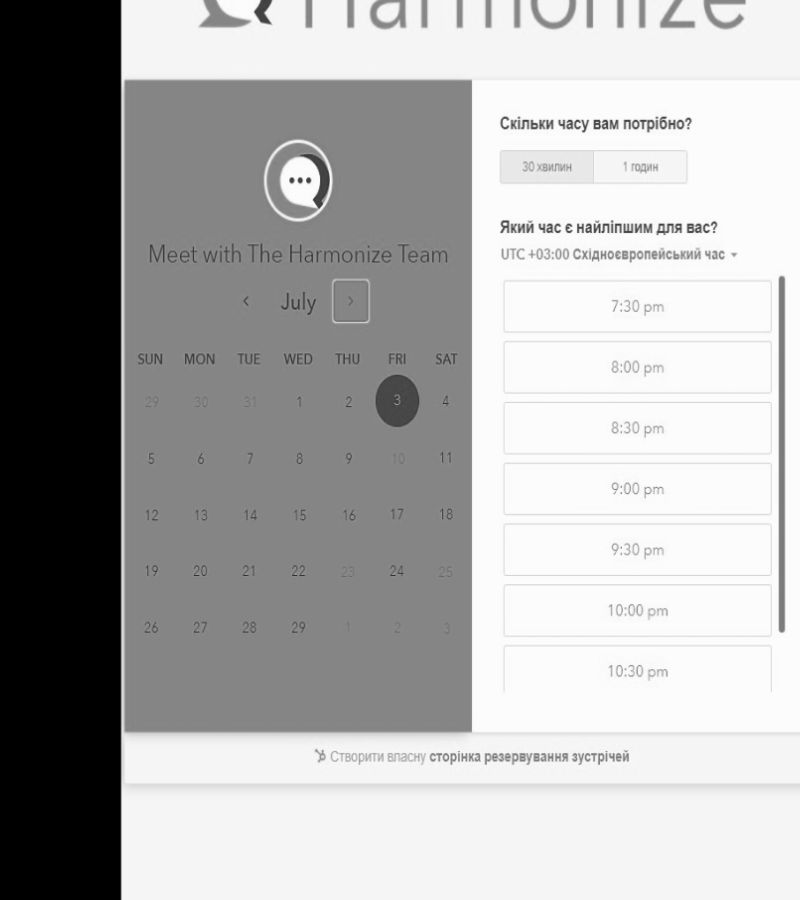 Harmonize
Meet with The Harmonize Team
July
SUN MON TUE WED THU FRI SAT
29 30 31 1 2 3 4
5 6 7 8 9 10 11
12 13 14 15 16 17 18
19 20 21 22 23 24 25
26 27 28 29 1 2 3
Скільки часу вам потрібно?
30 хвилин 1 годин
Який час є найліпшим для вас?
UTC +03:00 Східноєвропейський час
7:30 pm
8:00 pm
8:30 pm
9:00 pm
9:30 pm
10:00 pm
10:30 pm
Створити власну сторінка резервування зустрічей